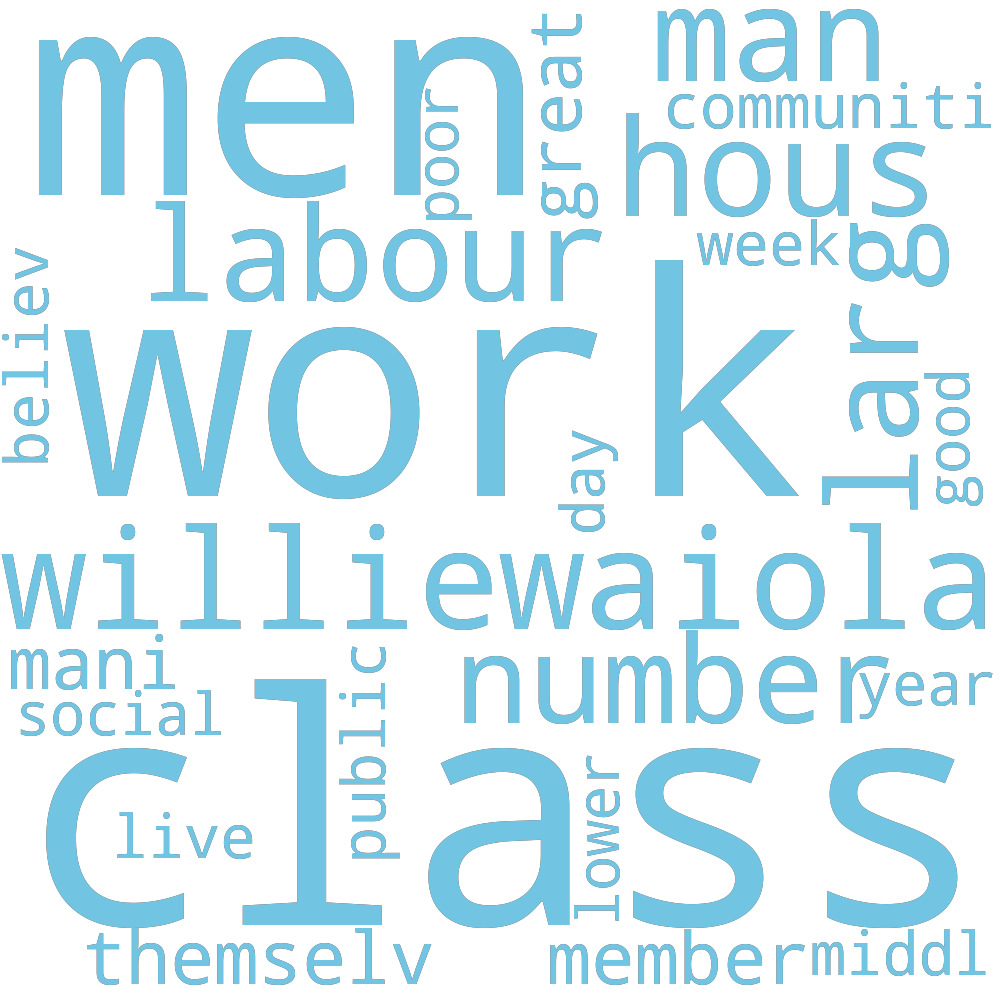 men
poor
great
man
communiti
hous
labour
week
larg
believ
work
good
day
williewaiola
mani
social
public
number
year
class
live
lower
themselv
member
middl